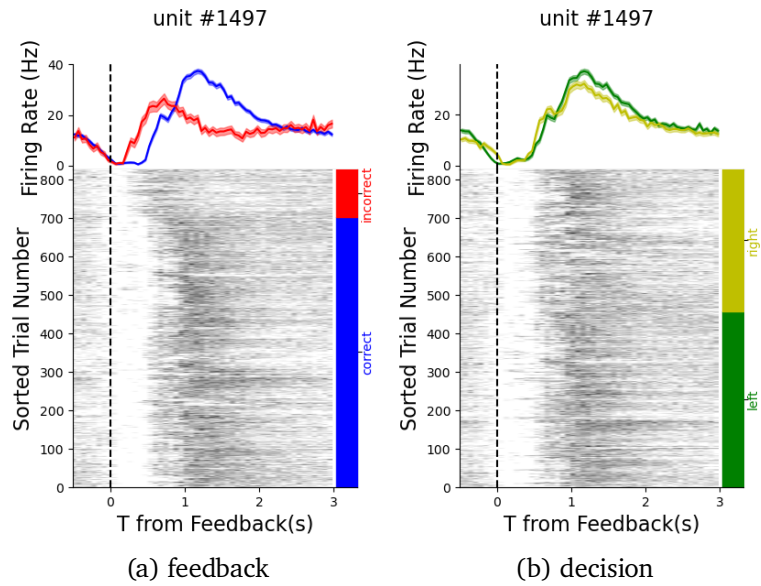 unit #1497
Firing Rate (Hz)
40
20
0
Sorted Trial Number
800
700
600
500
400
300
200
100
0
incorrect
correct
0
1
2
3
T from Feedback(s)
(a) feedback
unit #1497
Firing Rate (Hz)
20
0
Sorted Trial Number
800
700
600
500
400
300
200
100
0
right
left
0
1
2
3
T from Feedback(s)
(b) decision